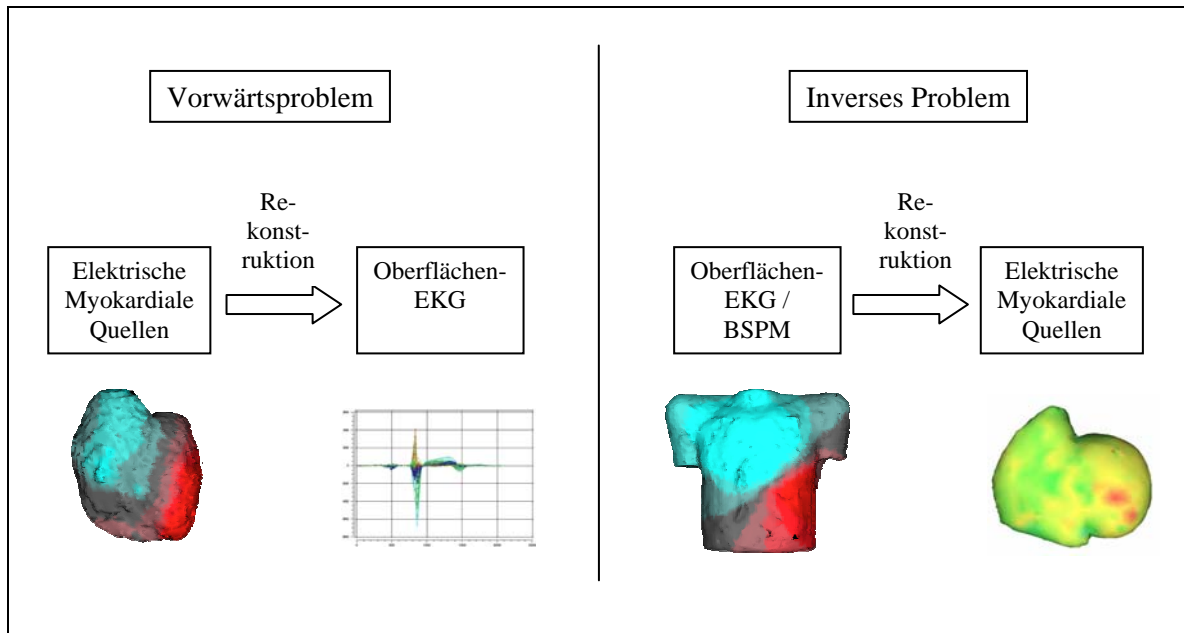 Vorwärtsproblem
Re-
konst-
ruktion
Elektrische
Myokardiale
Quellen
Oberflächen-
EKG
Inverses Problem
Re-
konst-
ruktion
Oberflächen-
EKG /
BSPM
Elektrische
Myokardiale
Quellen